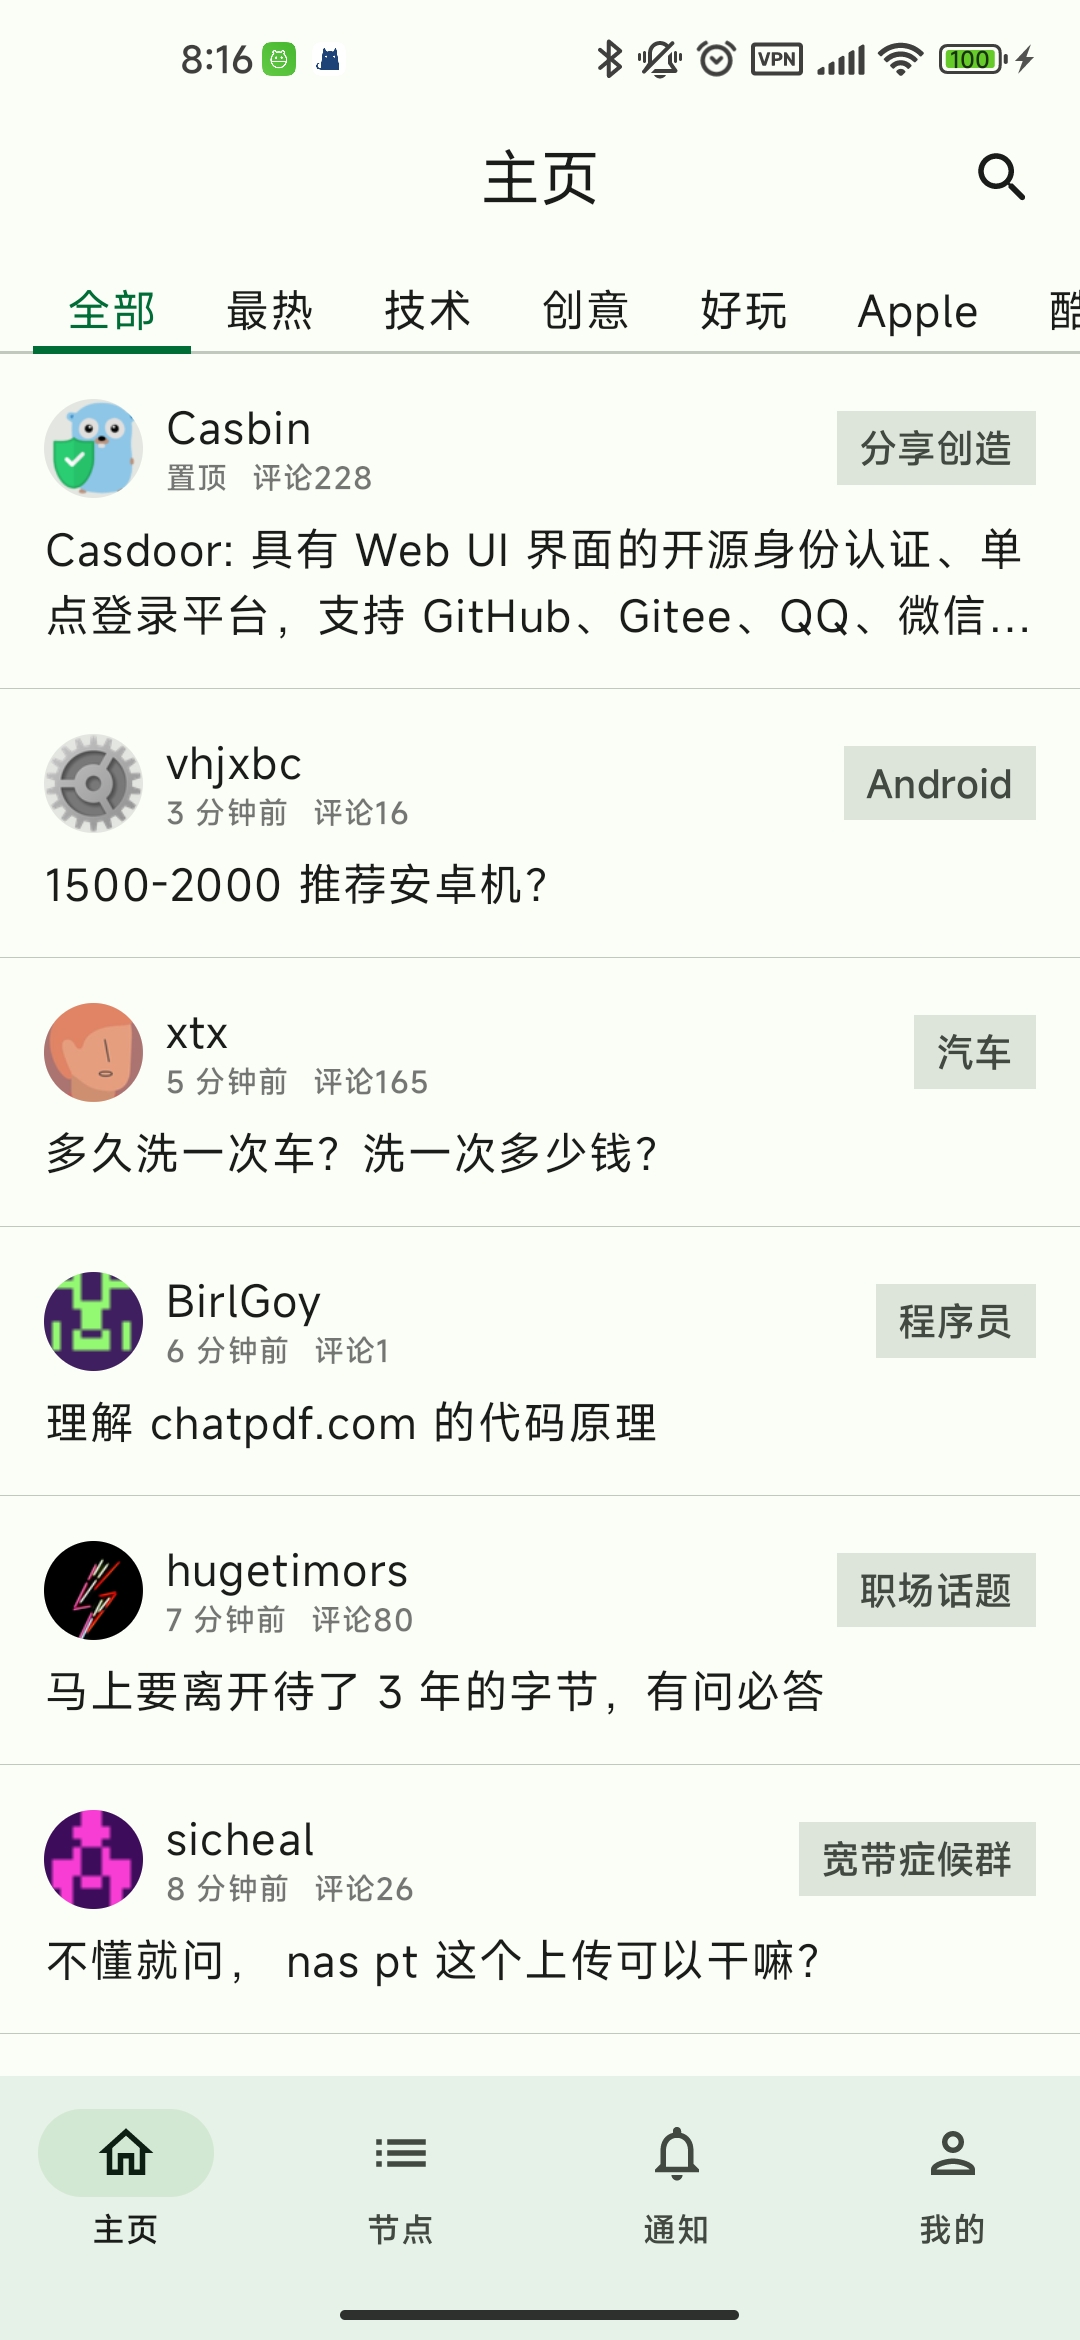 8:16
VPN
100
主页
全部 最热 技术 创意 好玩 Apple 酷
Casbin
置顶 评论228
分享创造
Casdoor: 具有 Web UI 界面的开源身份认证、单
点登录平台，支持 GitHub、Gitee、QQ、微信...
vhjxbc
3 分钟前 评论16
Android
1500-2000 推荐安卓机？
xtx
5 分钟前 评论165
汽车
多久洗一次车？洗一次多少钱？
BirlGoy
6 分钟前 评论1
程序员
理解 chatpdf.com 的代码原理
hugetimors
7 分钟前 评论80
职场话题
马上要离开待了 3 年的字节，有问必答
sicheal
8 分钟前 评论26
宽带症候群
不懂就问， nas pt 这个上传可以干嘛？
主页 节点 通知 我的